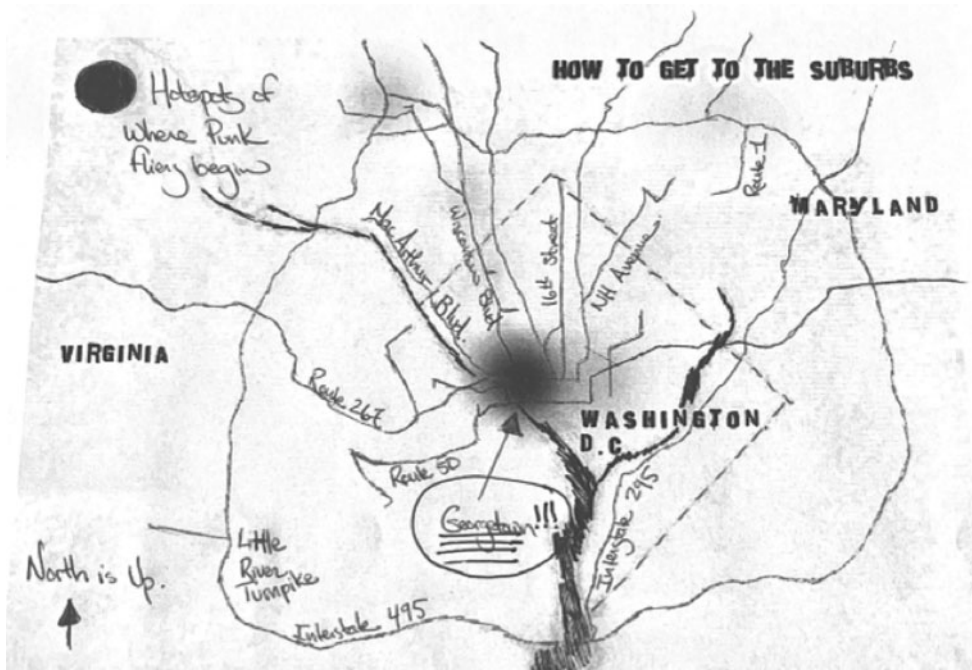 HOW TO GET TO THE SUBURBS
Hotspots of
Where Punk
fliers begin
Route 1
MARYLAND
MacArthur Blvd.
Wisconsin Blvd
16th Street
NH Avenue
VIRGINIA
Route 267
WASHINGTON
D.C.
Route 50
Georgetown!!!
Interstate 295
Little
River
Turnpike
North is Up.
Interstate 495